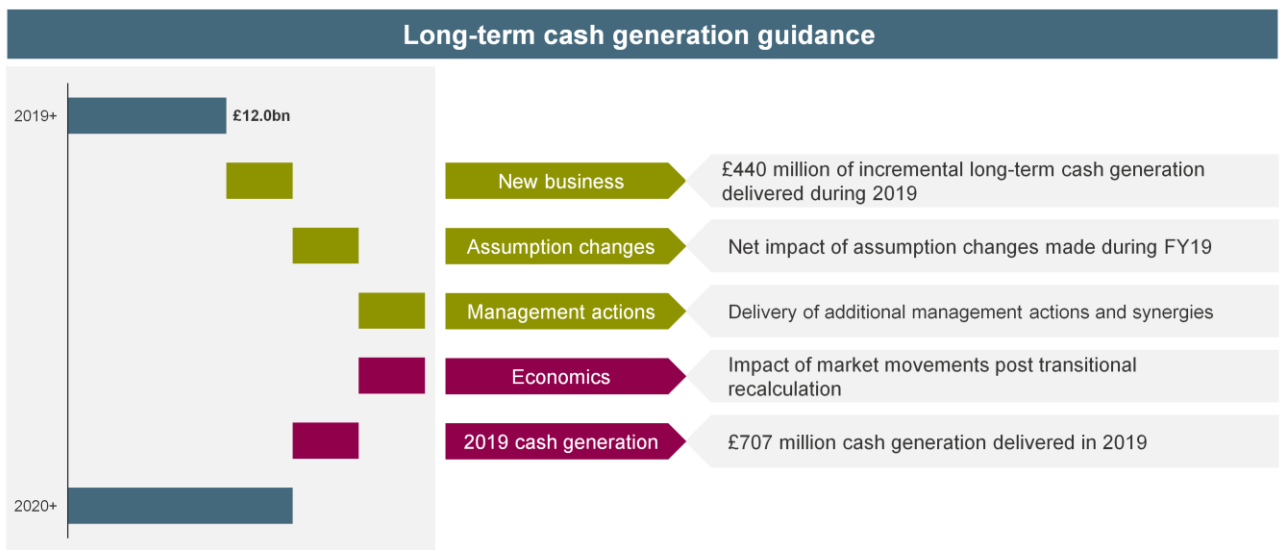 Long-term cash generation guidance
2019+
£12.0bn
New business
£440 million of incremental long-term cash generation
delivered during 2019
Assumption changes
Net impact of assumption changes made during FY19
Management actions
Delivery of additional management actions and synergies
Economics
Impact of market movements post transitional
recalculation
2019 cash generation
£707 million cash generation delivered in 2019
2020+